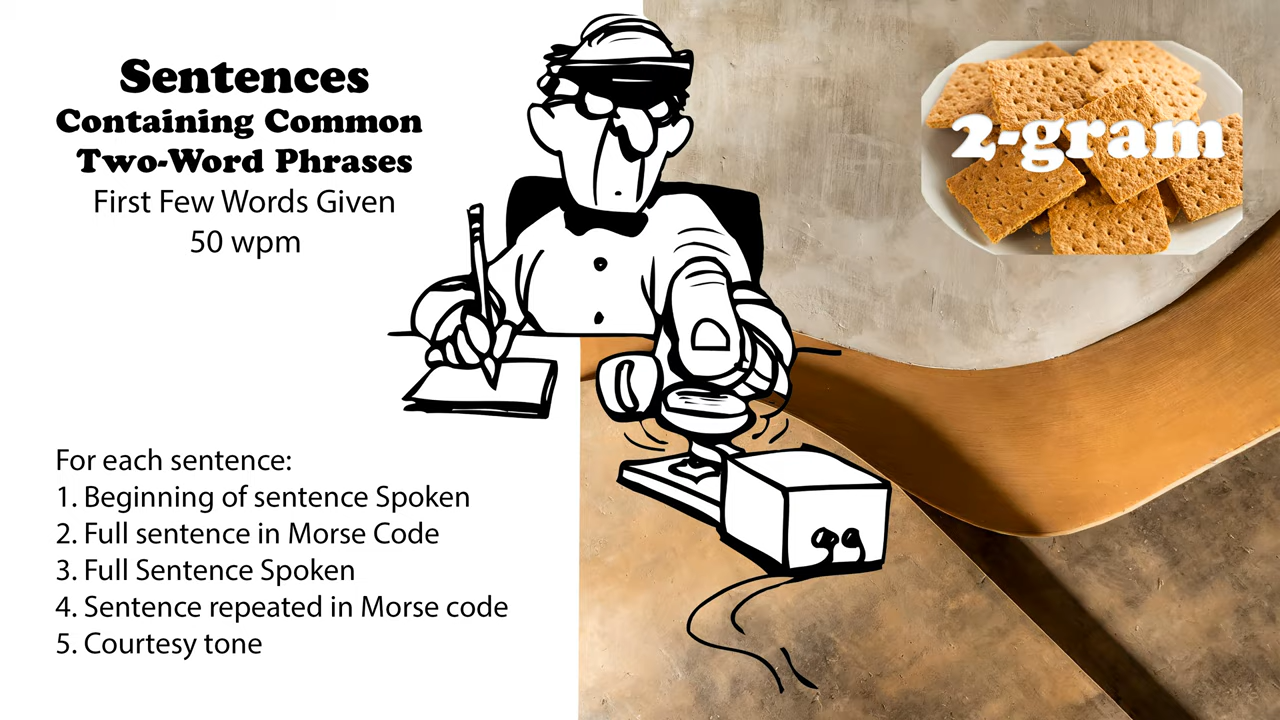 Sentences
Containing Common
Two-Word Phrases
First Few Words Given
50 wpm
2-gram
For each sentence:
1. Beginning of sentence Spoken
2. Full sentence in Morse Code
3. Full Sentence Spoken
4. Sentence repeated in Morse code
5. Courtesy tone